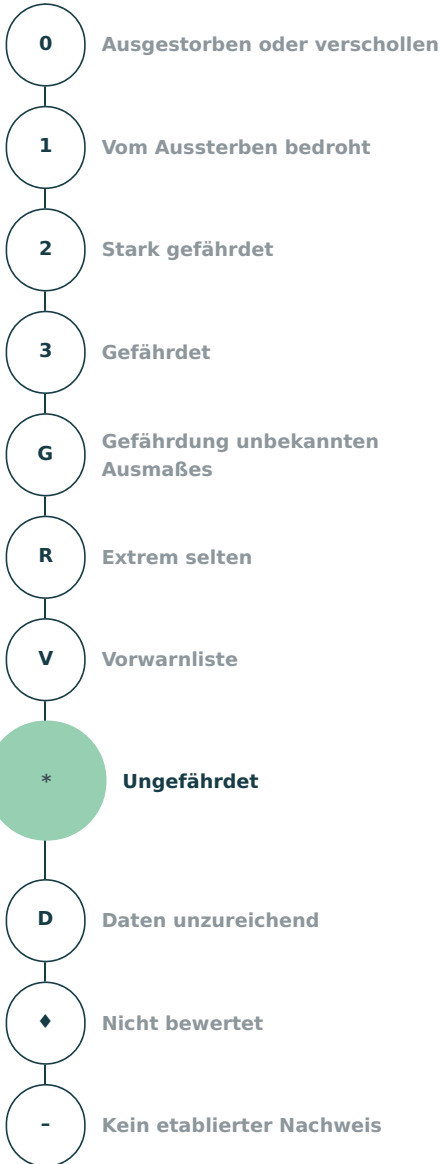 0 Ausgestorben oder verschollen
1 Vom Aussterben bedroht
2 Stark gefährdet
3 Gefährdet
G Gefährdung unbekannten
Ausmaßes
R Extrem selten
V Vorwarnliste
* Ungefährdet
D Daten unzureichend
♦ Nicht bewertet
– Kein etablierter Nachweis